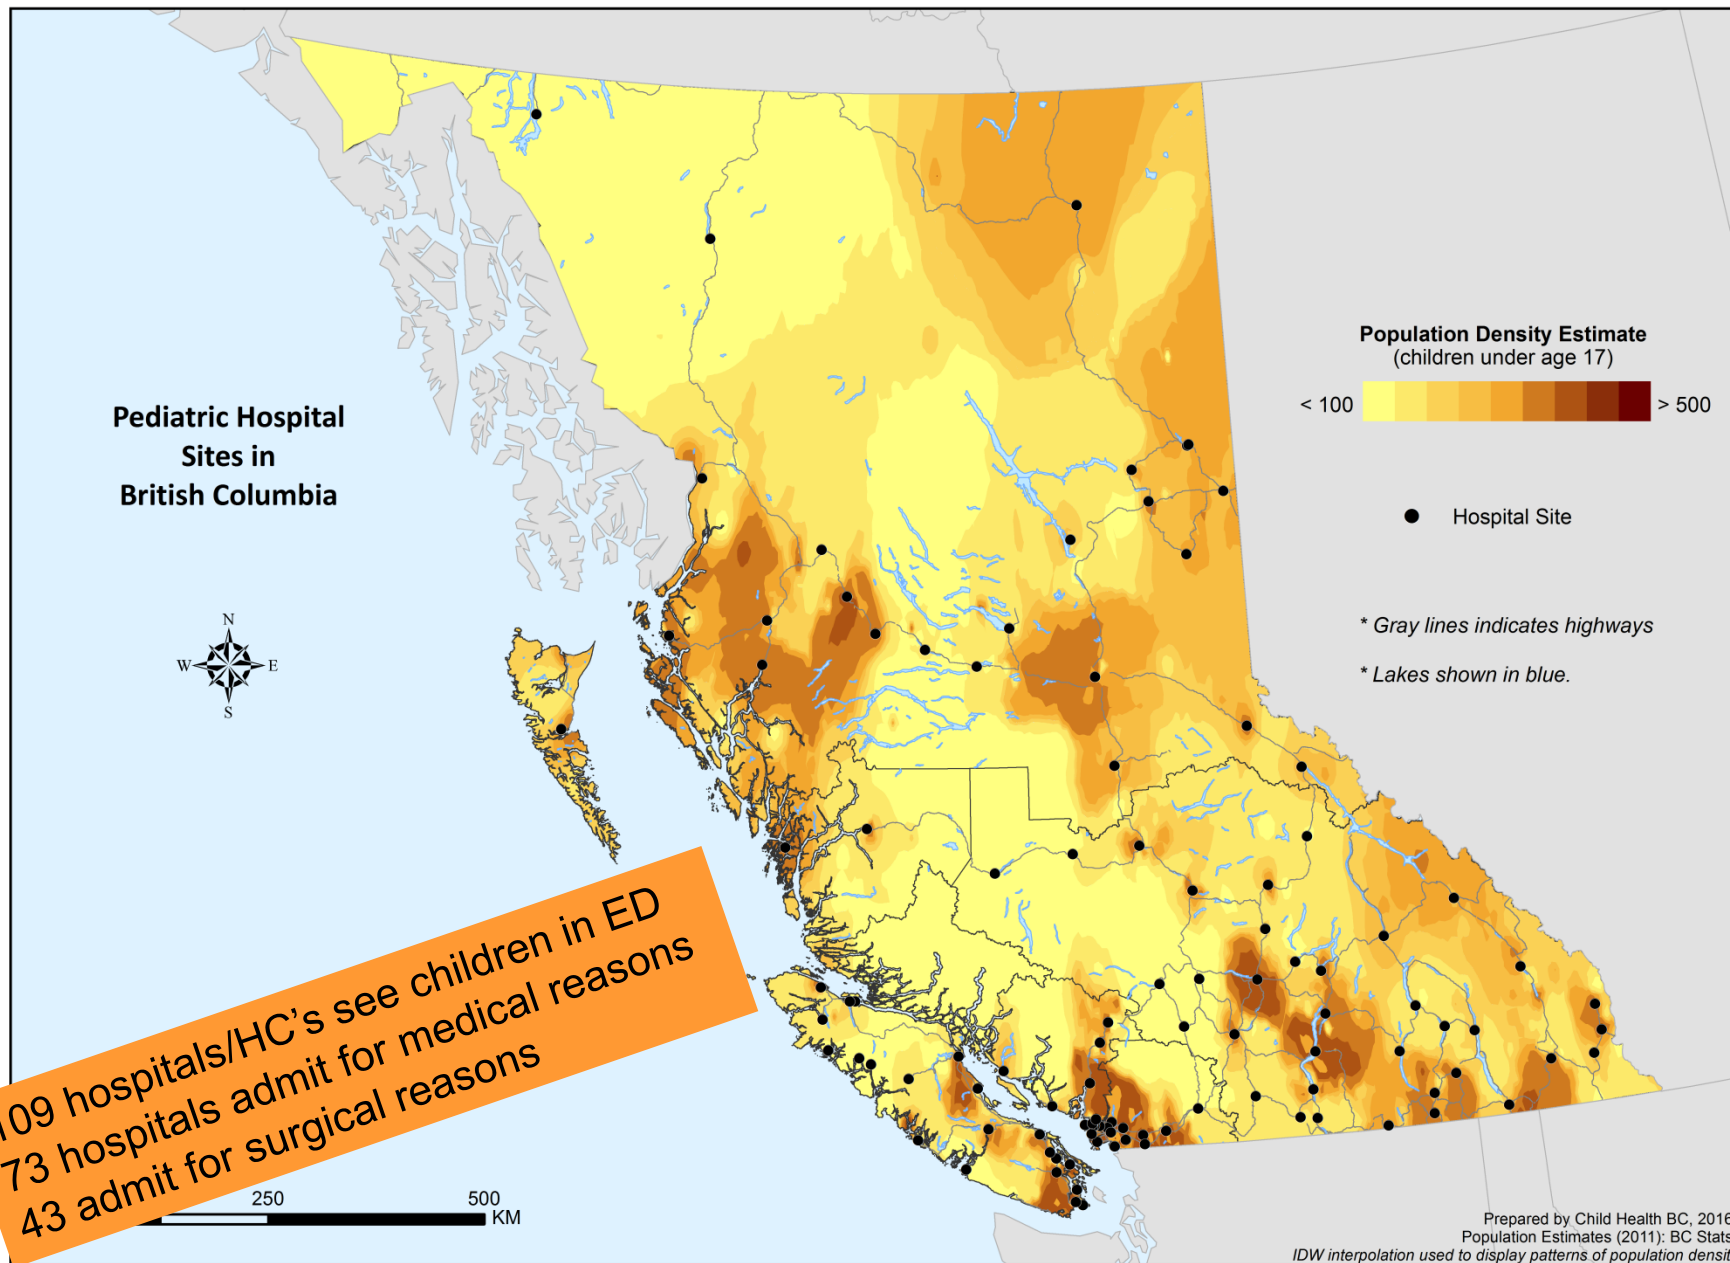 Pediatric Hospital
Sites in
British Columbia
Population Density Estimate
(children under age 17)
< 100
> 500
Hospital Site
* Gray lines indicates highways
* Lakes shown in blue.
N
W
E
S
109 hospitals/HC's see children in ED
73 hospitals admit for medical reasons
43 admit for surgical reasons
250
500
KM
Prepared by Child Health BC, 2016
Population Estimates (2011): BC Stats
IDW interpolation used to display patterns of population densit